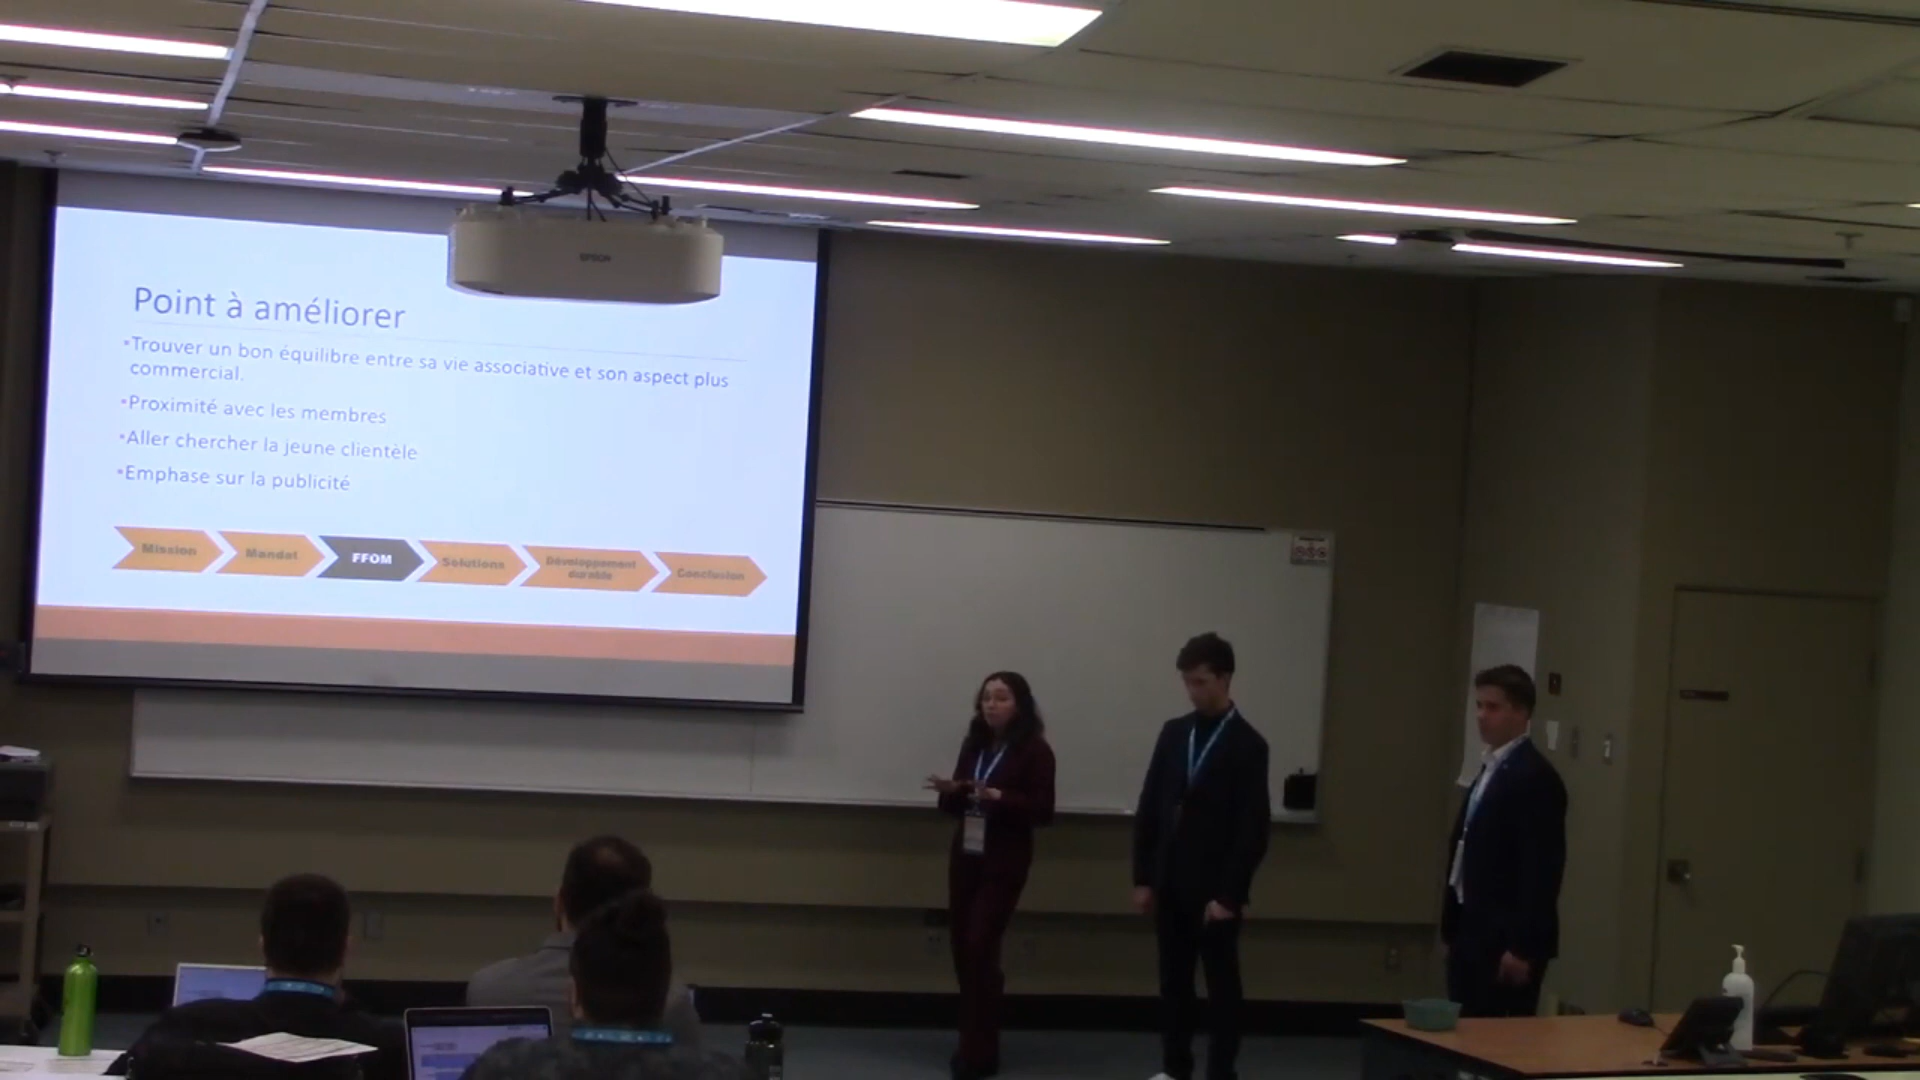 EPSON
Point à améliorer
▪Trouver un bon équilibre entre sa vie associative et son aspect plus
commercial.
▪Proximité avec les membres
▪Aller chercher la jeune clientèle
▪Emphase sur la publicité
Mission
Mandat
FFOM
Solutions
Développement
durable
Conclusion